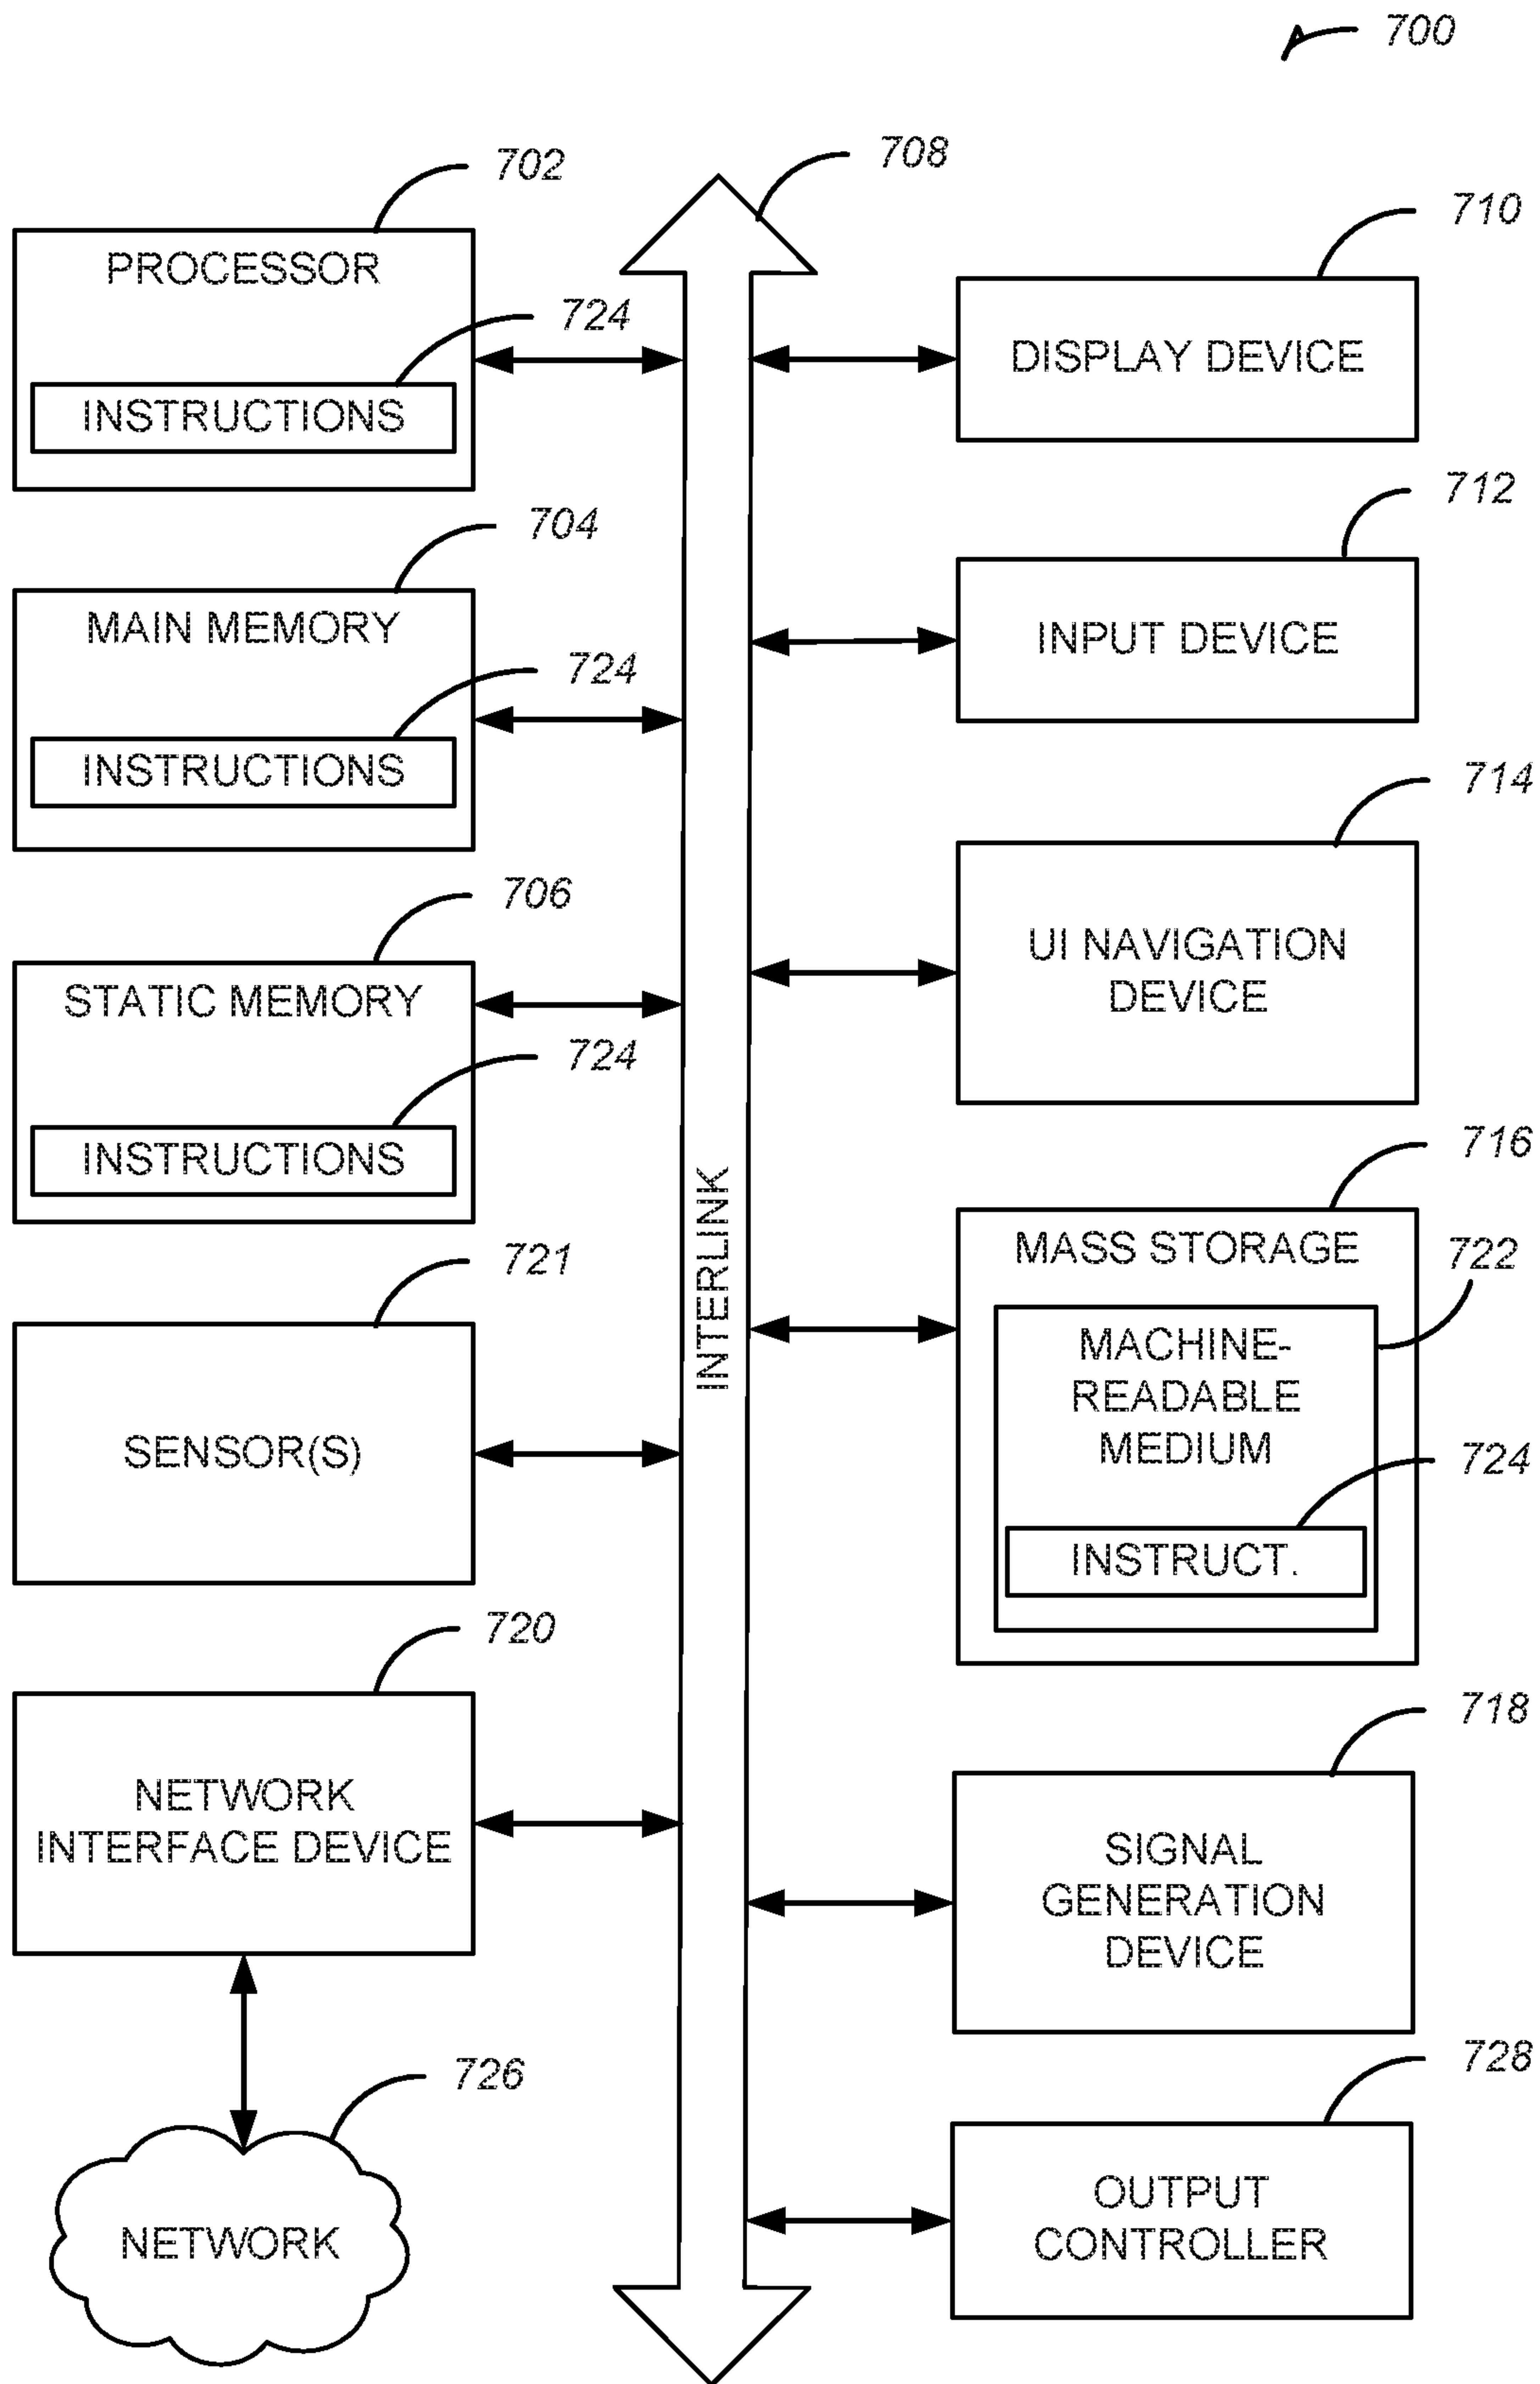 700
702
PROCESSOR
724
INSTRUCTIONS
704
MAIN MEMORY
724
INSTRUCTIONS
706
STATIC MEMORY
724
INSTRUCTIONS
721
SENSOR(S)
720
NETWORK
INTERFACE DEVICE
726
NETWORK
708
INTERLINK
710
DISPLAY DEVICE
712
INPUT DEVICE
714
UI NAVIGATION
DEVICE
716
MASS STORAGE
722
MACHINE-
READABLE
MEDIUM
724
INSTRUCT.
718
SIGNAL
GENERATION
DEVICE
728
OUTPUT
CONTROLLER